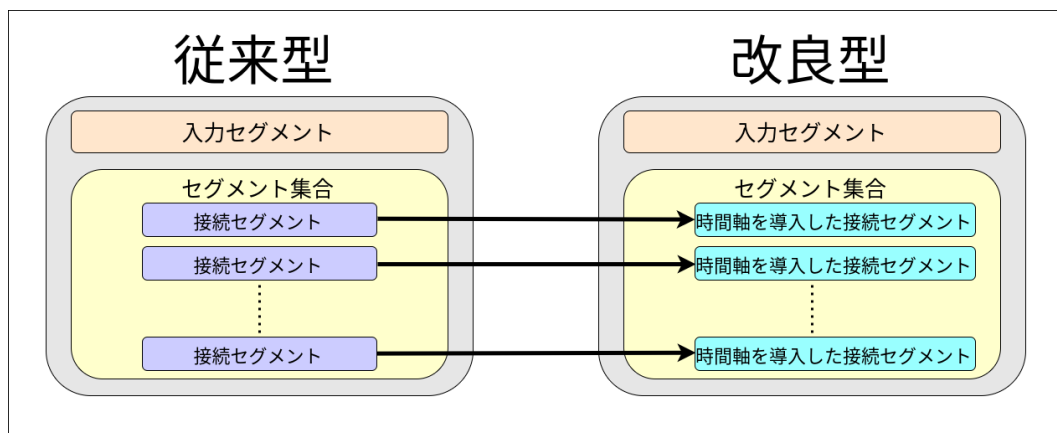 従来型
改良型
入力セグメント
入力セグメント
セグメント集合
セグメント集合
接続セグメント
時間軸を導入した接続セグメント
接続セグメント
時間軸を導入した接続セグメント
接続セグメント
時間軸を導入した接続セグメント